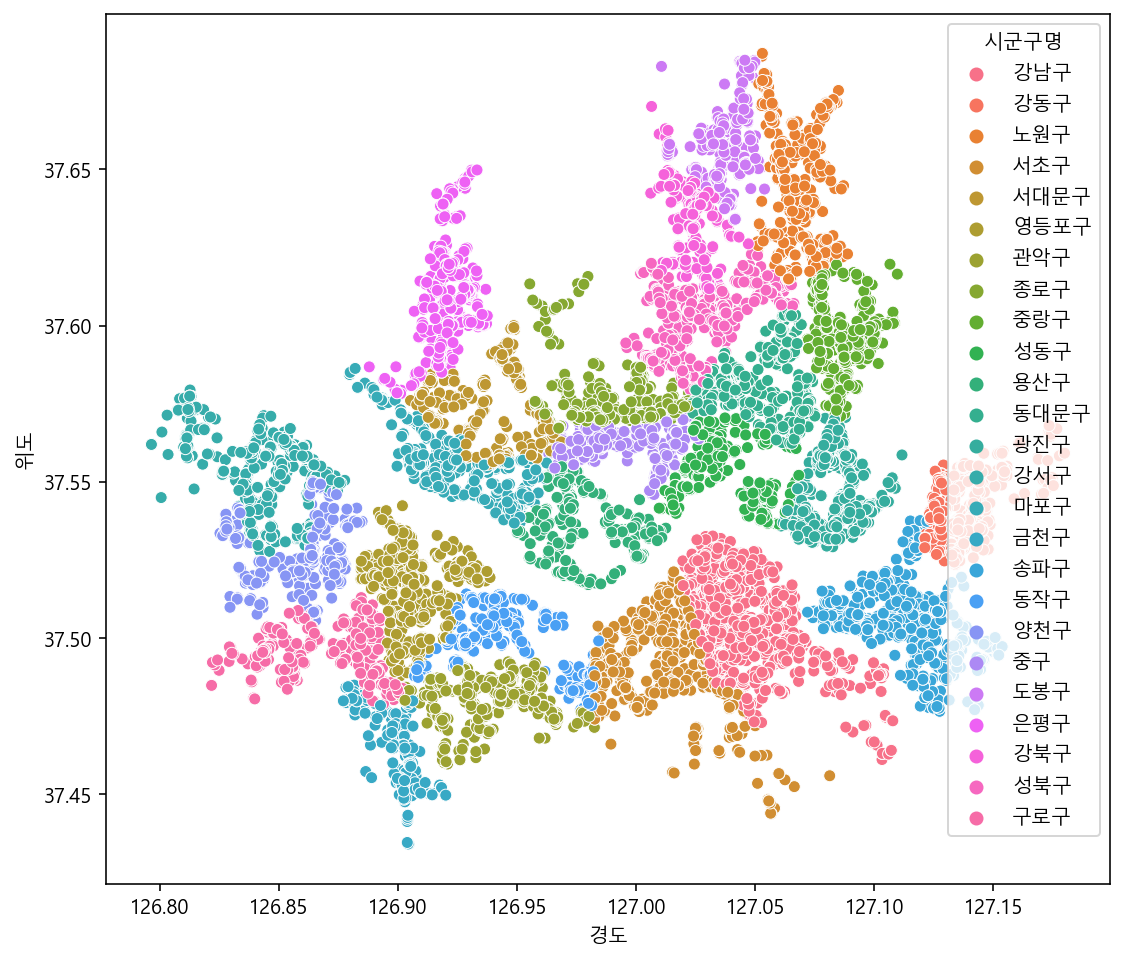 시군구명
강남구
강동구
노원구
서초구
서대문구
영등포구
관악구
종로구
중랑구
성동구
용산구
동대문구
광진구
강서구
마포구
금천구
송파구
동작구
양천구
중구
도봉구
은평구
강북구
성북구
구로구
37.65
37.60
37.55
37.50
37.45
위도
126.80 126.85 126.90 126.95 127.00 127.05 127.10 127.15
경도